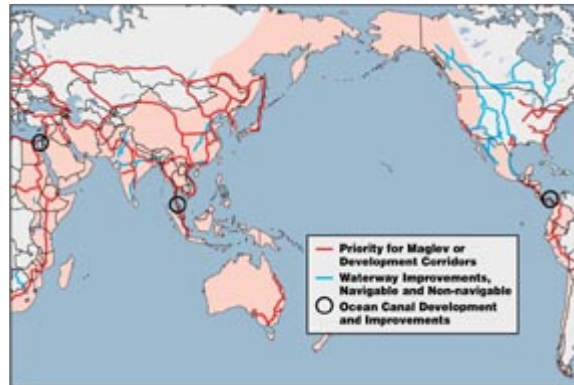 Priority for Maglev or
Development Corridors
Waterway Improvements,
Navigable and Non-navigable
Ocean Canal Development
and Improvements